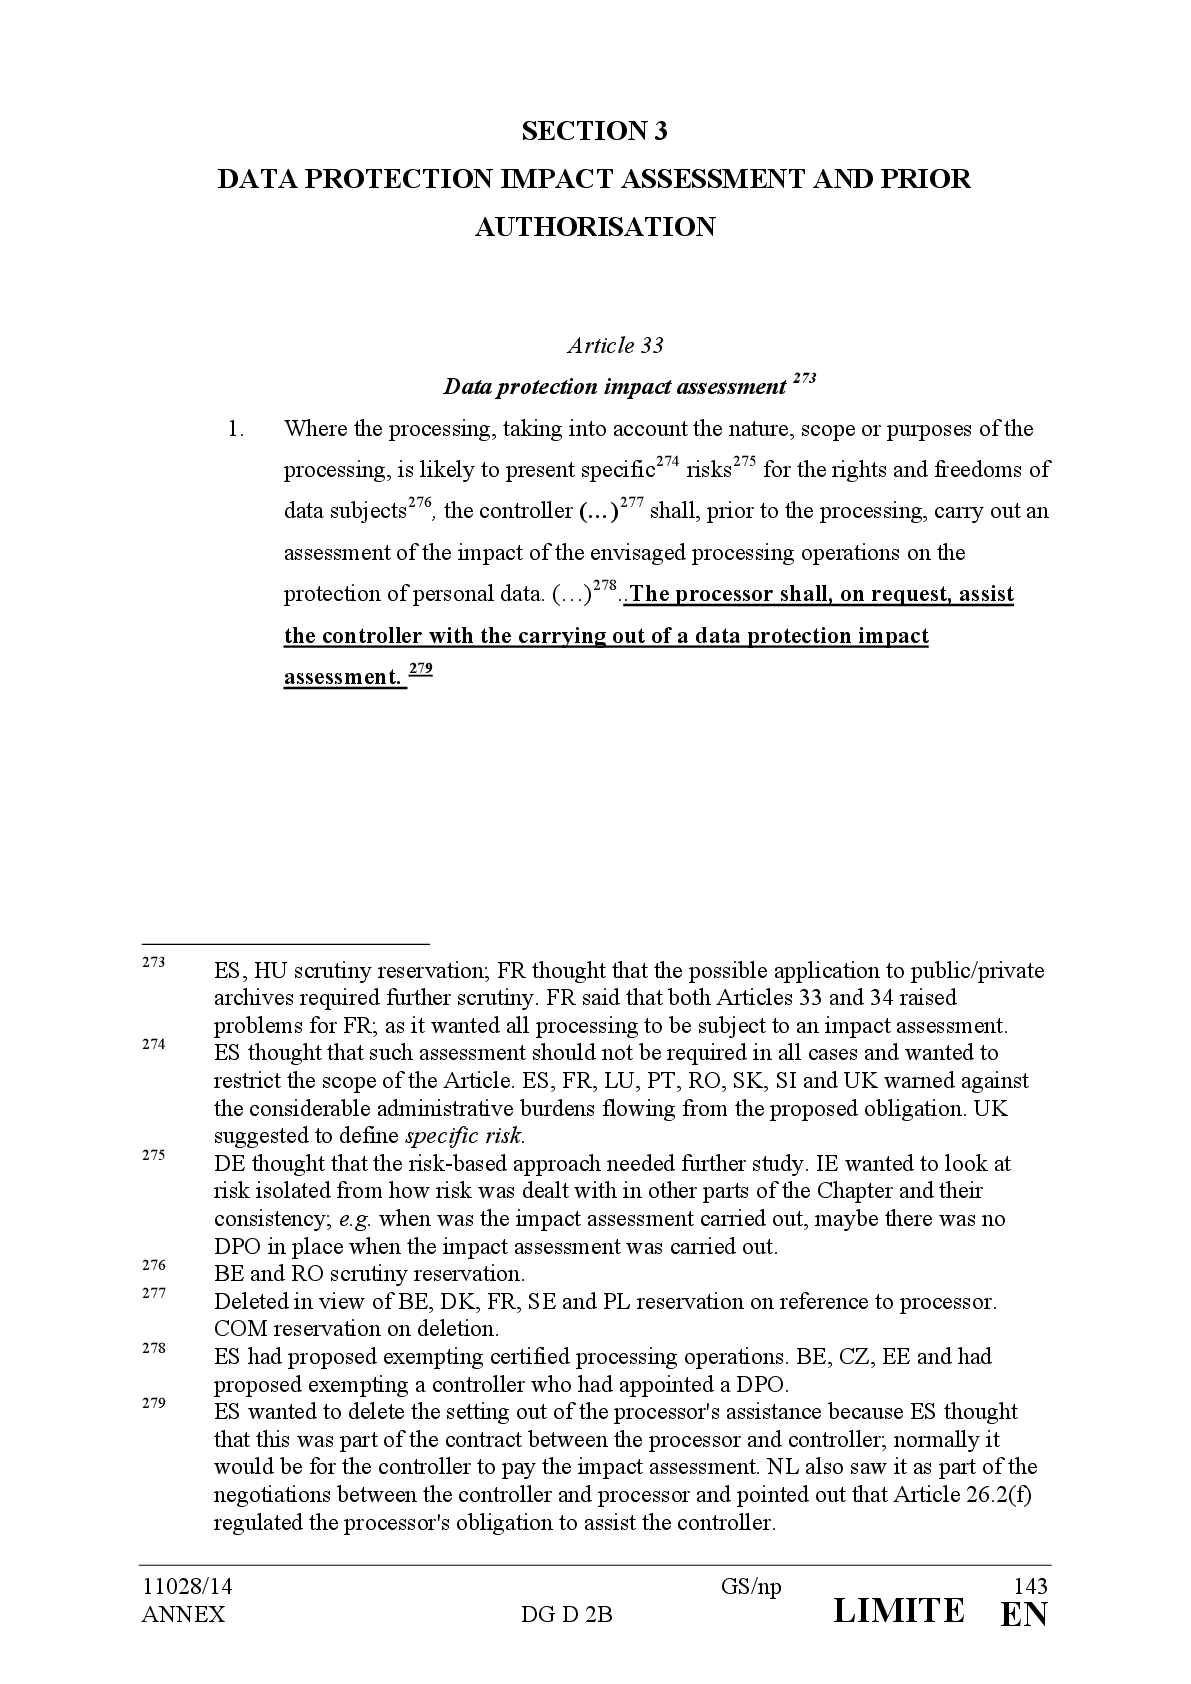 SECTION 3
DATA PROTECTION IMPACT ASSESSMENT AND PRIOR
AUTHORISATION
Article 33
Data protection impact assessment 273
1. Where the processing, taking into account the nature, scope or purposes of the
processing, is likely to present specific274 risks275 for the rights and freedoms of
data subjects276, the controller (…)277 shall, prior to the processing, carry out an
assessment of the impact of the envisaged processing operations on the
protection of personal data. (…)278..The processor shall, on request, assist
the controller with the carrying out of a data protection impact
assessment. 279
273 ES, HU scrutiny reservation; FR thought that the possible application to public/private
archives required further scrutiny. FR said that both Articles 33 and 34 raised
problems for FR; as it wanted all processing to be subject to an impact assessment.
274 ES thought that such assessment should not be required in all cases and wanted to
restrict the scope of the Article. ES, FR, LU, PT, RO, SK, SI and UK warned against
the considerable administrative burdens flowing from the proposed obligation. UK
suggested to define specific risk.
275 DE thought that the risk-based approach needed further study. IE wanted to look at
risk isolated from how risk was dealt with in other parts of the Chapter and their
consistency; e.g. when was the impact assessment carried out, maybe there was no
DPO in place when the impact assessment was carried out.
276 BE and RO scrutiny reservation.
277 Deleted in view of BE, DK, FR, SE and PL reservation on reference to processor.
COM reservation on deletion.
278 ES had proposed exempting certified processing operations. BE, CZ, EE and had
proposed exempting a controller who had appointed a DPO.
279 ES wanted to delete the setting out of the processor's assistance because ES thought
that this was part of the contract between the processor and controller; normally it
would be for the controller to pay the impact assessment. NL also saw it as part of the
negotiations between the controller and processor and pointed out that Article 26.2(f)
regulated the processor's obligation to assist the controller.
11028/14 GS/np 143
ANNEX DG D 2B LIMITE EN